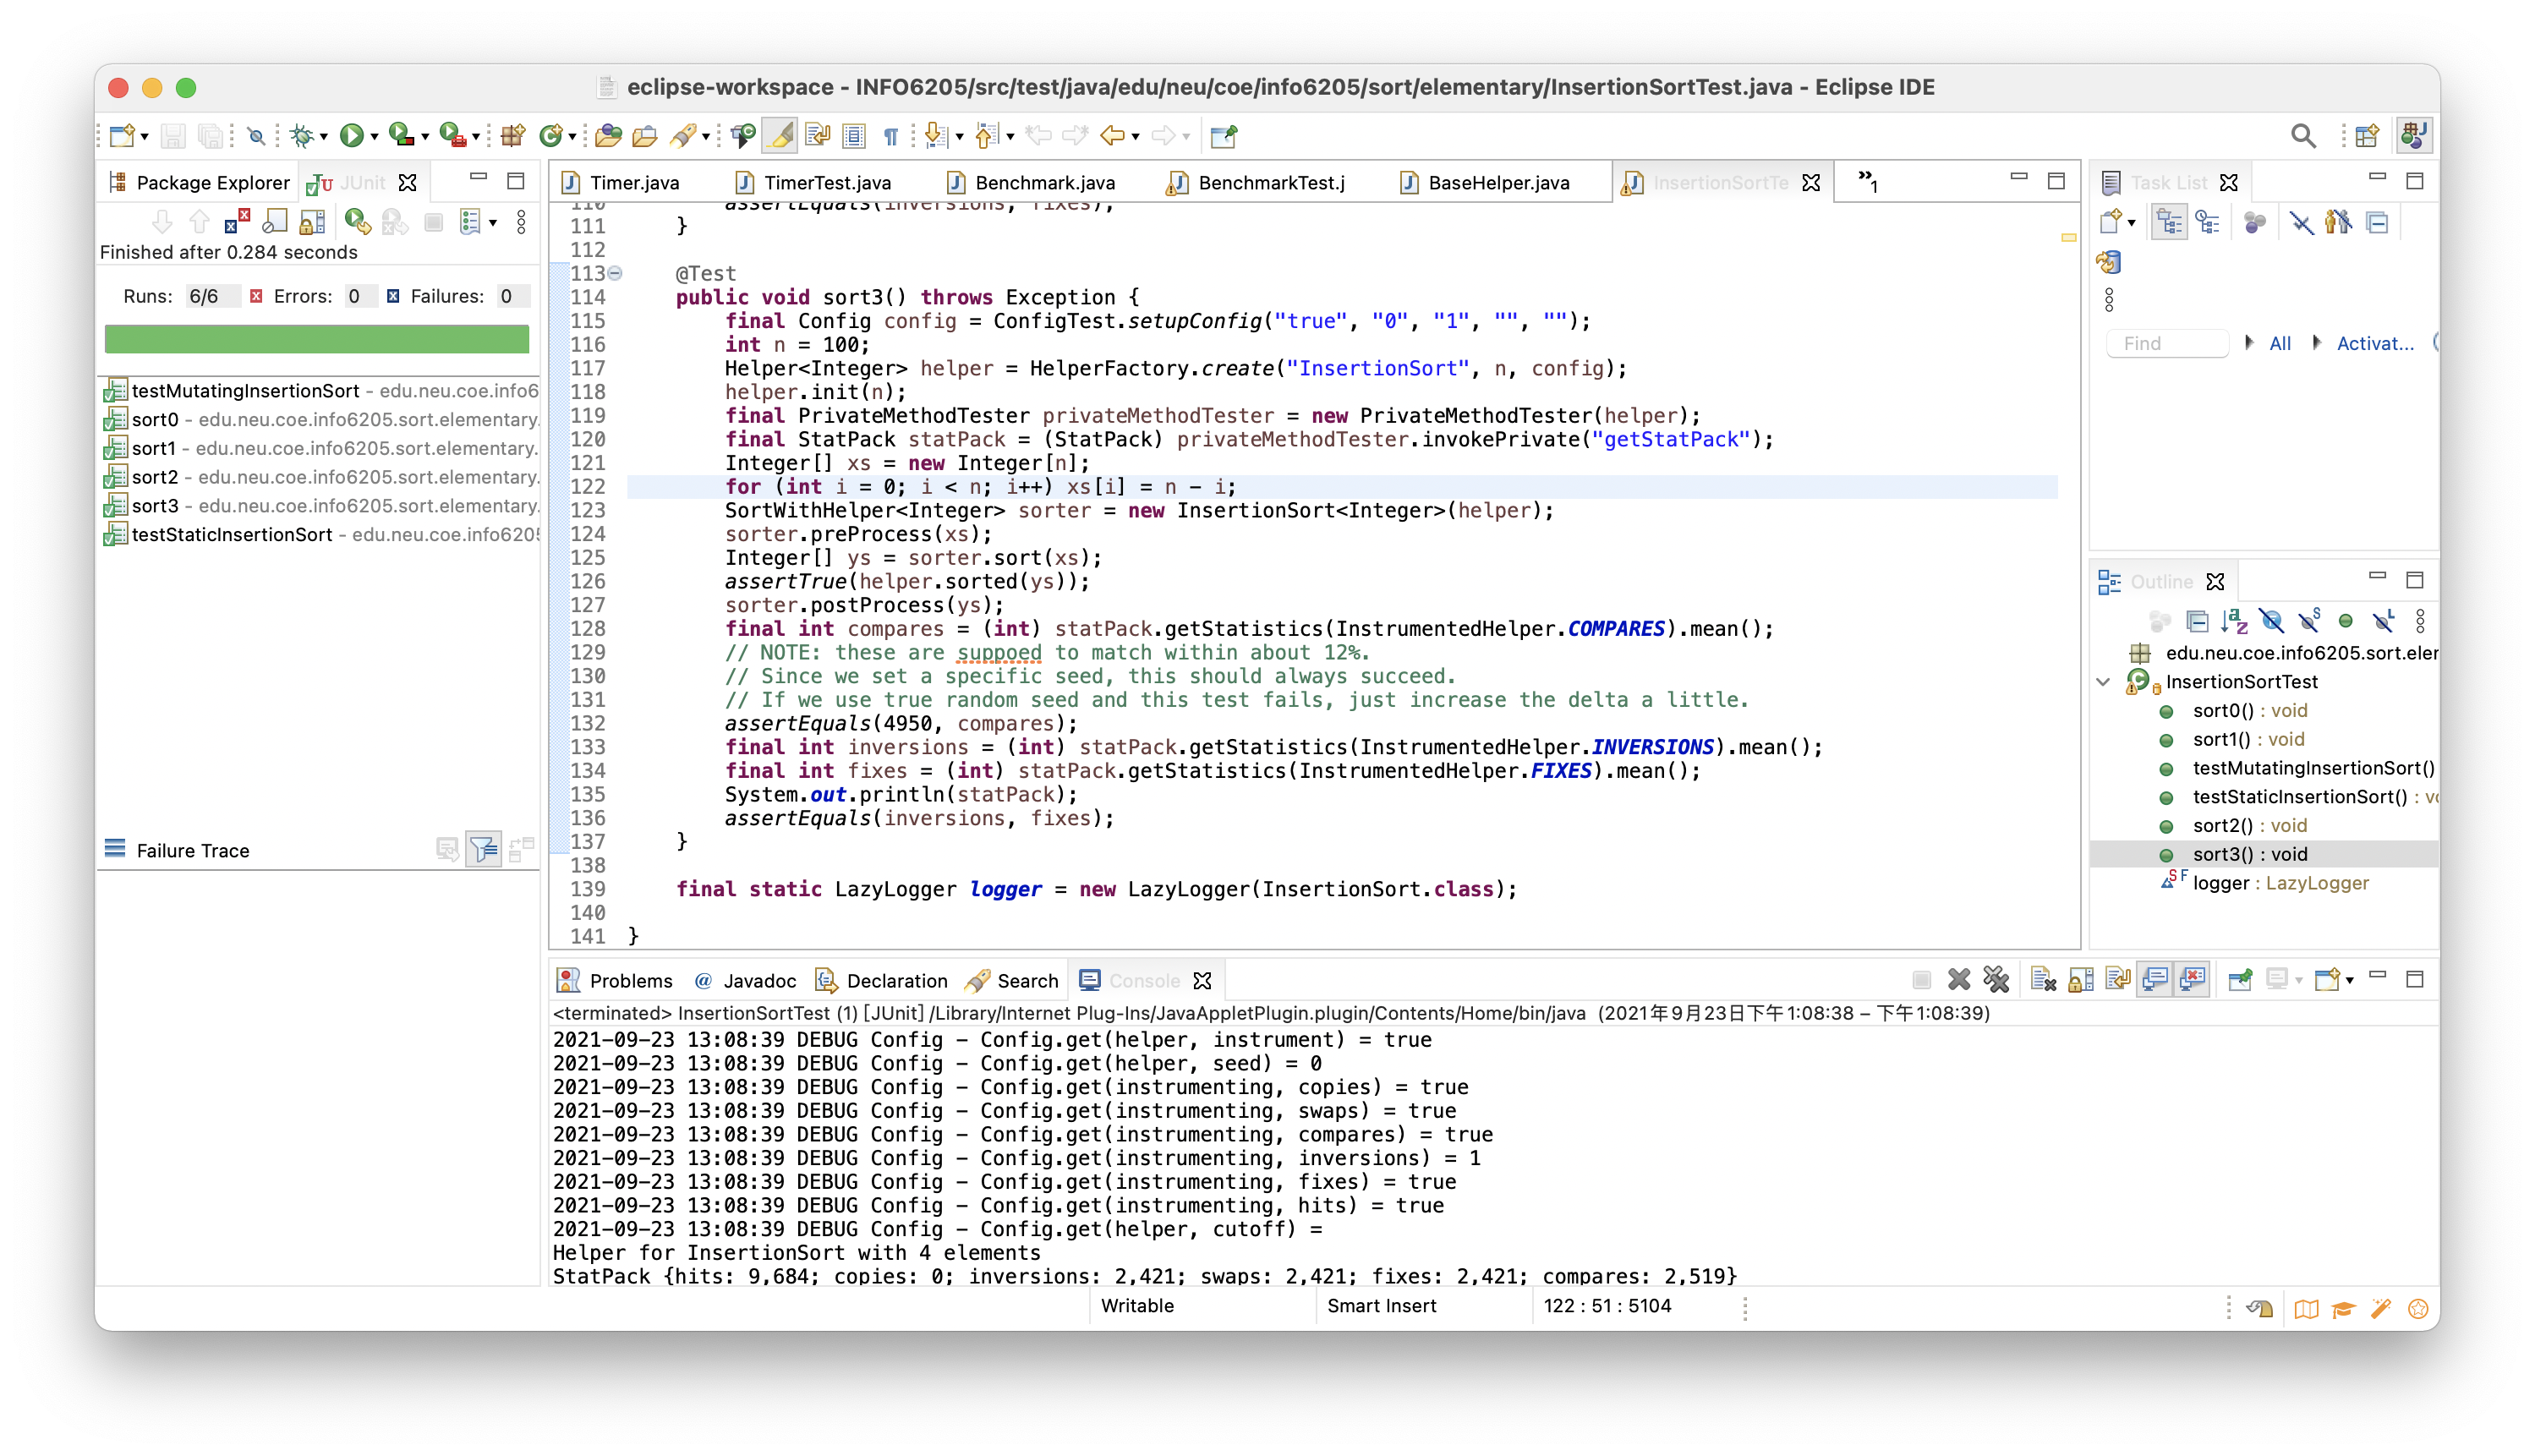 eclipse-workspace - INFO6205/src/test/java/edu/neu/coe/info6205/sort/elementary/InsertionSortTest.java - Eclipse IDE
Package Explorer
JUnit
Finished after 0.284 seconds
Runs: 6/6 Errors: 0 Failures: 0
testMutatingInsertionSort - edu.neu.coe.info6
sort0 - edu.neu.coe.info6205.sort.elementary.
sort1 - edu.neu.coe.info6205.sort.elementary.
sort2 - edu.neu.coe.info6205.sort.elementary.
sort3 - edu.neu.coe.info6205.sort.elementary.
testStaticInsertionSort - edu.neu.coe.info6205
Failure Trace
Timer.java TimerTest.java Benchmark.java BenchmarkTest.j BaseHelper.java InsertionSortTe »1
110 assertEquals(inversions, fixes);
111 }
112
113 @Test
114 public void sort3() throws Exception {
115 final Config config = ConfigTest.setupConfig("true", "0", "1", "", "");
116 int n = 100;
117 Helper<Integer> helper = HelperFactory.create("InsertionSort", n, config);
118 helper.init(n);
119 final PrivateMethodTester privateMethodTester = new PrivateMethodTester(helper);
120 final StatPack statPack = (StatPack) privateMethodTester.invokePrivate("getStatPack");
121 Integer[] xs = new Integer[n];
122 for (int i = 0; i < n; i++) xs[i] = n - i;
123 SortWithHelper<Integer> sorter = new InsertionSort<Integer>(helper);
124 sorter.preProcess(xs);
125 Integer[] ys = sorter.sort(xs);
126 assertTrue(helper.sorted(ys));
127 sorter.postProcess(ys);
128 final int compares = (int) statPack.getStatistics(InstrumentedHelper.COMPARES).mean();
129 // NOTE: these are suppoed to match within about 12%.
130 // Since we set a specific seed, this should always succeed.
131 // If we use true random seed and this test fails, just increase the delta a little.
132 assertEquals(4950, compares);
133 final int inversions = (int) statPack.getStatistics(InstrumentedHelper.INVERSIONS).mean();
134 final int fixes = (int) statPack.getStatistics(InstrumentedHelper.FIXES).mean();
135 System.out.println(statPack);
136 assertEquals(inversions, fixes);
137 }
138
139 final static LazyLogger logger = new LazyLogger(InsertionSort.class);
140
141 }
Task List
Find All Activat...
Outline
edu.neu.coe.info6205.sort.eler
InsertionSortTest
sort0() : void
sort1() : void
testMutatingInsertionSort()
testStaticInsertionSort() : vo
sort2() : void
sort3() : void
logger : LazyLogger
Problems @ Javadoc Declaration Search Console
<terminated> InsertionSortTest (1) [JUnit] /Library/Internet Plug-Ins/JavaAppletPlugin.plugin/Contents/Home/bin/java (2021年9月23日下午1:08:38 – 下午1:08:39)
2021-09-23 13:08:39 DEBUG Config - Config.get(helper, instrument) = true
2021-09-23 13:08:39 DEBUG Config - Config.get(helper, seed) = 0
2021-09-23 13:08:39 DEBUG Config - Config.get(instrumenting, copies) = true
2021-09-23 13:08:39 DEBUG Config - Config.get(instrumenting, swaps) = true
2021-09-23 13:08:39 DEBUG Config - Config.get(instrumenting, compares) = true
2021-09-23 13:08:39 DEBUG Config - Config.get(instrumenting, inversions) = 1
2021-09-23 13:08:39 DEBUG Config - Config.get(instrumenting, fixes) = true
2021-09-23 13:08:39 DEBUG Config - Config.get(instrumenting, hits) = true
2021-09-23 13:08:39 DEBUG Config - Config.get(helper, cutoff) =
Helper for InsertionSort with 4 elements
StatPack {hits: 9,684; copies: 0; inversions: 2,421; swaps: 2,421; fixes: 2,421; compares: 2,519}
Writable Smart Insert 122 : 51 : 5104